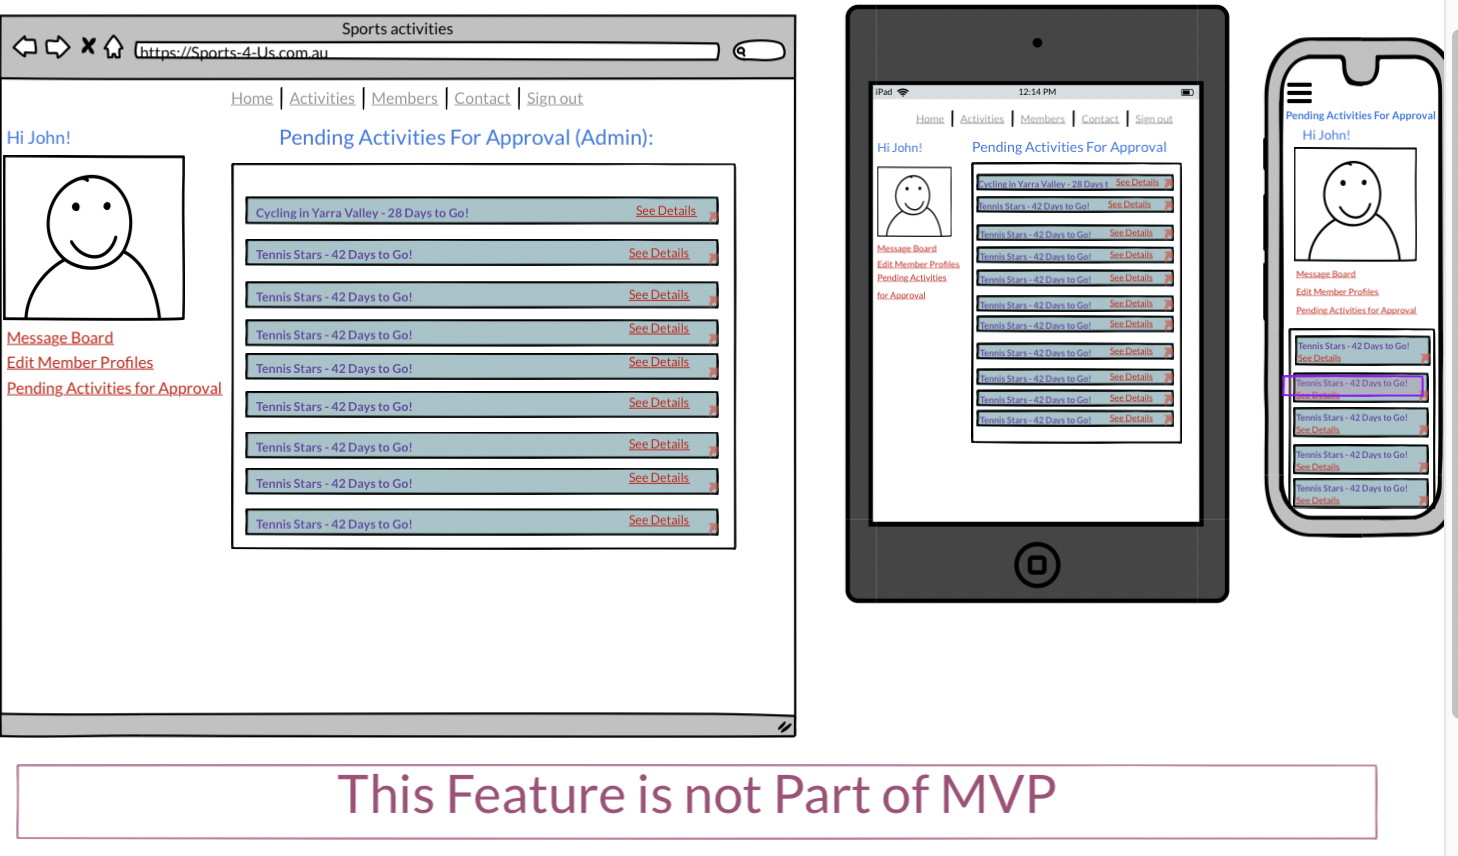 Sports activities
https://Sports-4-Us.com.au
Home | Activities | Members | Contact | Sign out
Hi John!
Pending Activities For Approval (Admin):
Cycling in Yarra Valley - 28 Days to Go! See Details
Tennis Stars - 42 Days to Go! See Details
Tennis Stars - 42 Days to Go! See Details
Tennis Stars - 42 Days to Go! See Details
Tennis Stars - 42 Days to Go! See Details
Tennis Stars - 42 Days to Go! See Details
Tennis Stars - 42 Days to Go! See Details
Tennis Stars - 42 Days to Go! See Details
Tennis Stars - 42 Days to Go! See Details
Message Board
Edit Member Profiles
Pending Activities for Approval
iPad 12:14 PM
Home | Activities | Members | Contact | Sign out
Hi John!
Pending Activities For Approval
Cycling in Yarra Valley - 28 Days t See Details
Tennis Stars - 42 Days to Go! See Details
Tennis Stars - 42 Days to Go! See Details
Tennis Stars - 42 Days to Go! See Details
Tennis Stars - 42 Days to Go! See Details
Tennis Stars - 42 Days to Go! See Details
Tennis Stars - 42 Days to Go! See Details
Tennis Stars - 42 Days to Go! See Details
Tennis Stars - 42 Days to Go! See Details
Tennis Stars - 42 Days to Go! See Details
Tennis Stars - 42 Days to Go! See Details
Message Board
Edit Member Profiles
Pending Activities
for Approval
Pending Activities For Approval
Hi John!
Message Board
Edit Member Profiles
Pending Activities for Approval
Tennis Stars - 42 Days to Go!
See Details
Tennis Stars - 42 Days to Go!
See Details
Tennis Stars - 42 Days to Go!
See Details
Tennis Stars - 42 Days to Go!
See Details
Tennis Stars - 42 Days to Go!
See Details
This Feature is not Part of MVP